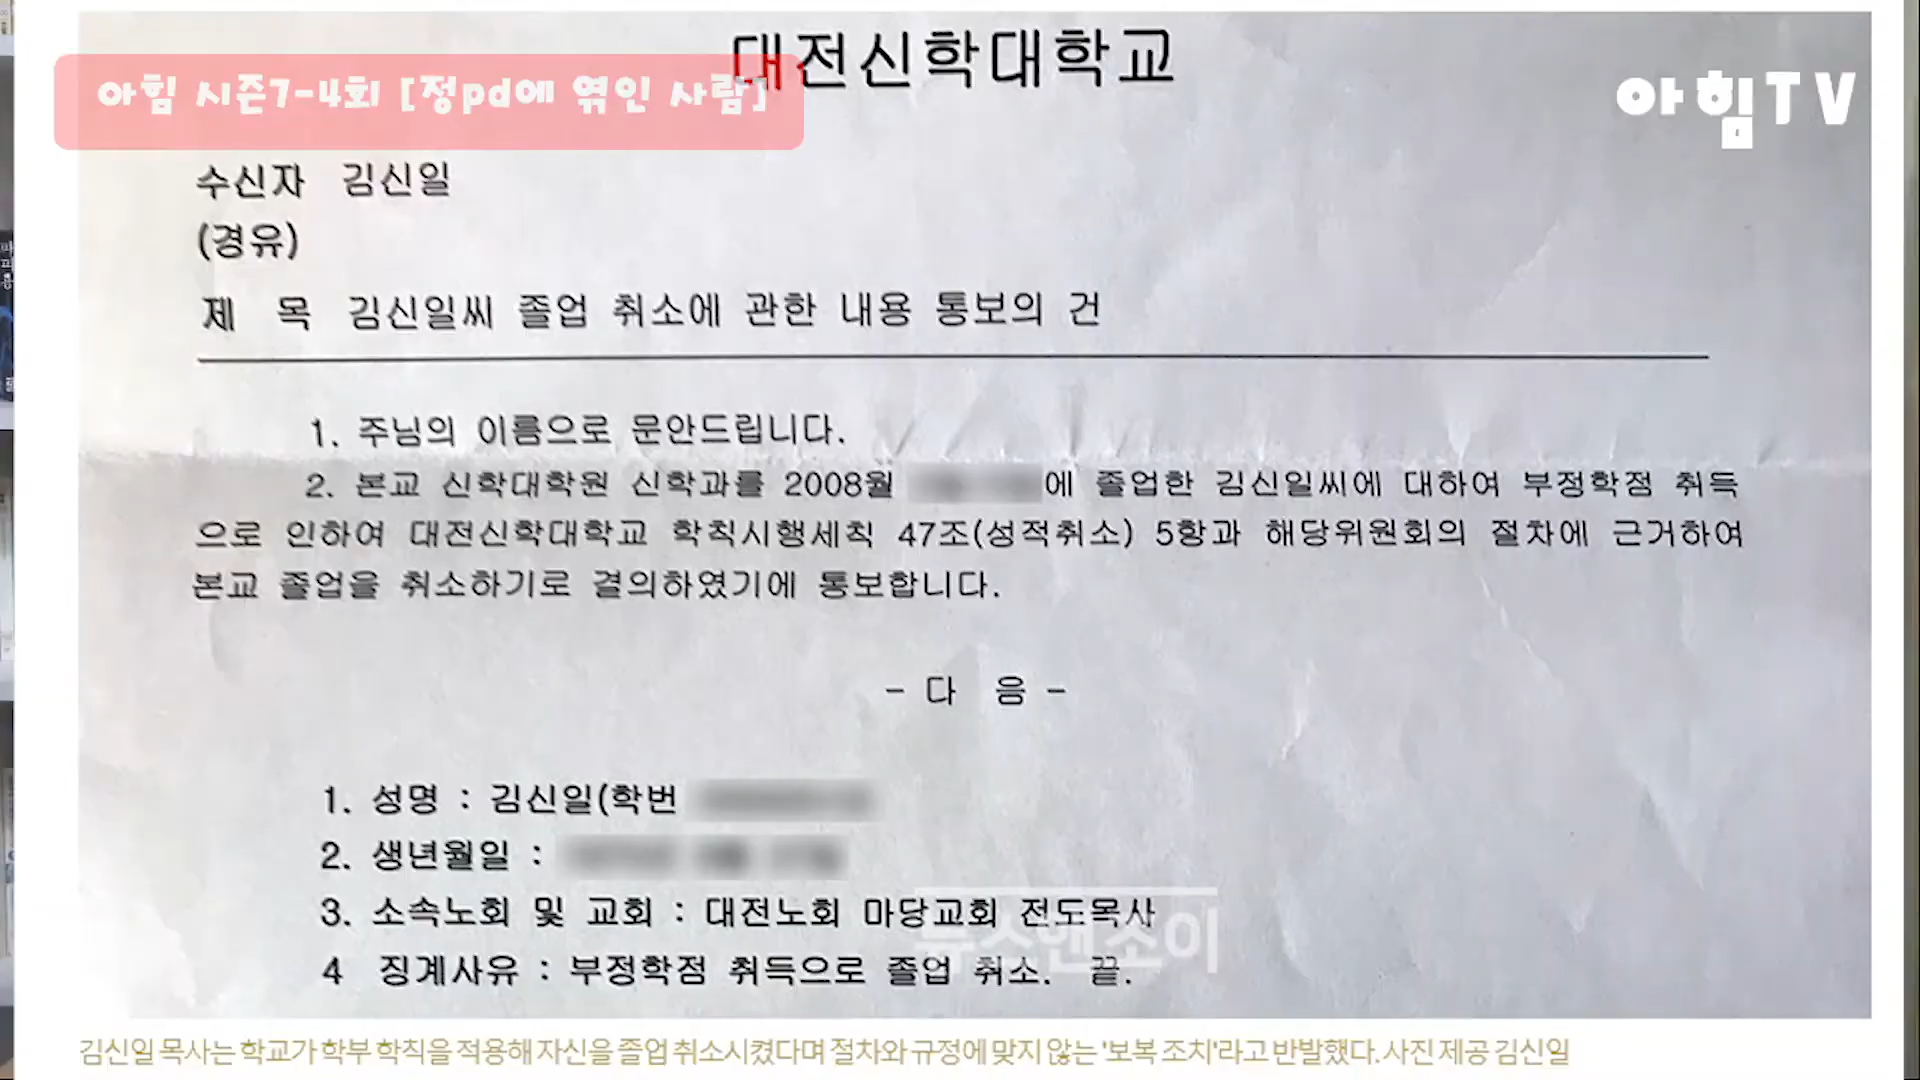 대전신학대학교
아힘 시즌7-4회 [정pd에 엮인 사람]
아힘TV
수신자 김신일
(경유)
제 목 김신일씨 졸업 취소에 관한 내용 통보의 건
1. 주님의 이름으로 문안드립니다.
2. 본교 신학대학원 신학과를 2008월 에 졸업한 김신일씨에 대하여 부정학점 취득
으로 인하여 대전신학대학교 학칙시행세칙 47조(성적취소) 5항과 해당위원회의 절차에 근거하여
본교 졸업을 취소하기로 결의하였기에 통보합니다.
- 다 음 -
1. 성명 : 김신일(학번
2. 생년월일 :
3. 소속노회 및 교회 : 대전노회 마당교회 전도목사
뉴스앤조이
4 징계사유 : 부정학점 취득으로 졸업 취소. 끝.
김신일 목사는 학교가 학부 학칙을 적용해 자신을 졸업 취소시켰다며 절차와 규정에 맞지 않는 '보복 조치'라고 반발했다. 사진 제공 김신일